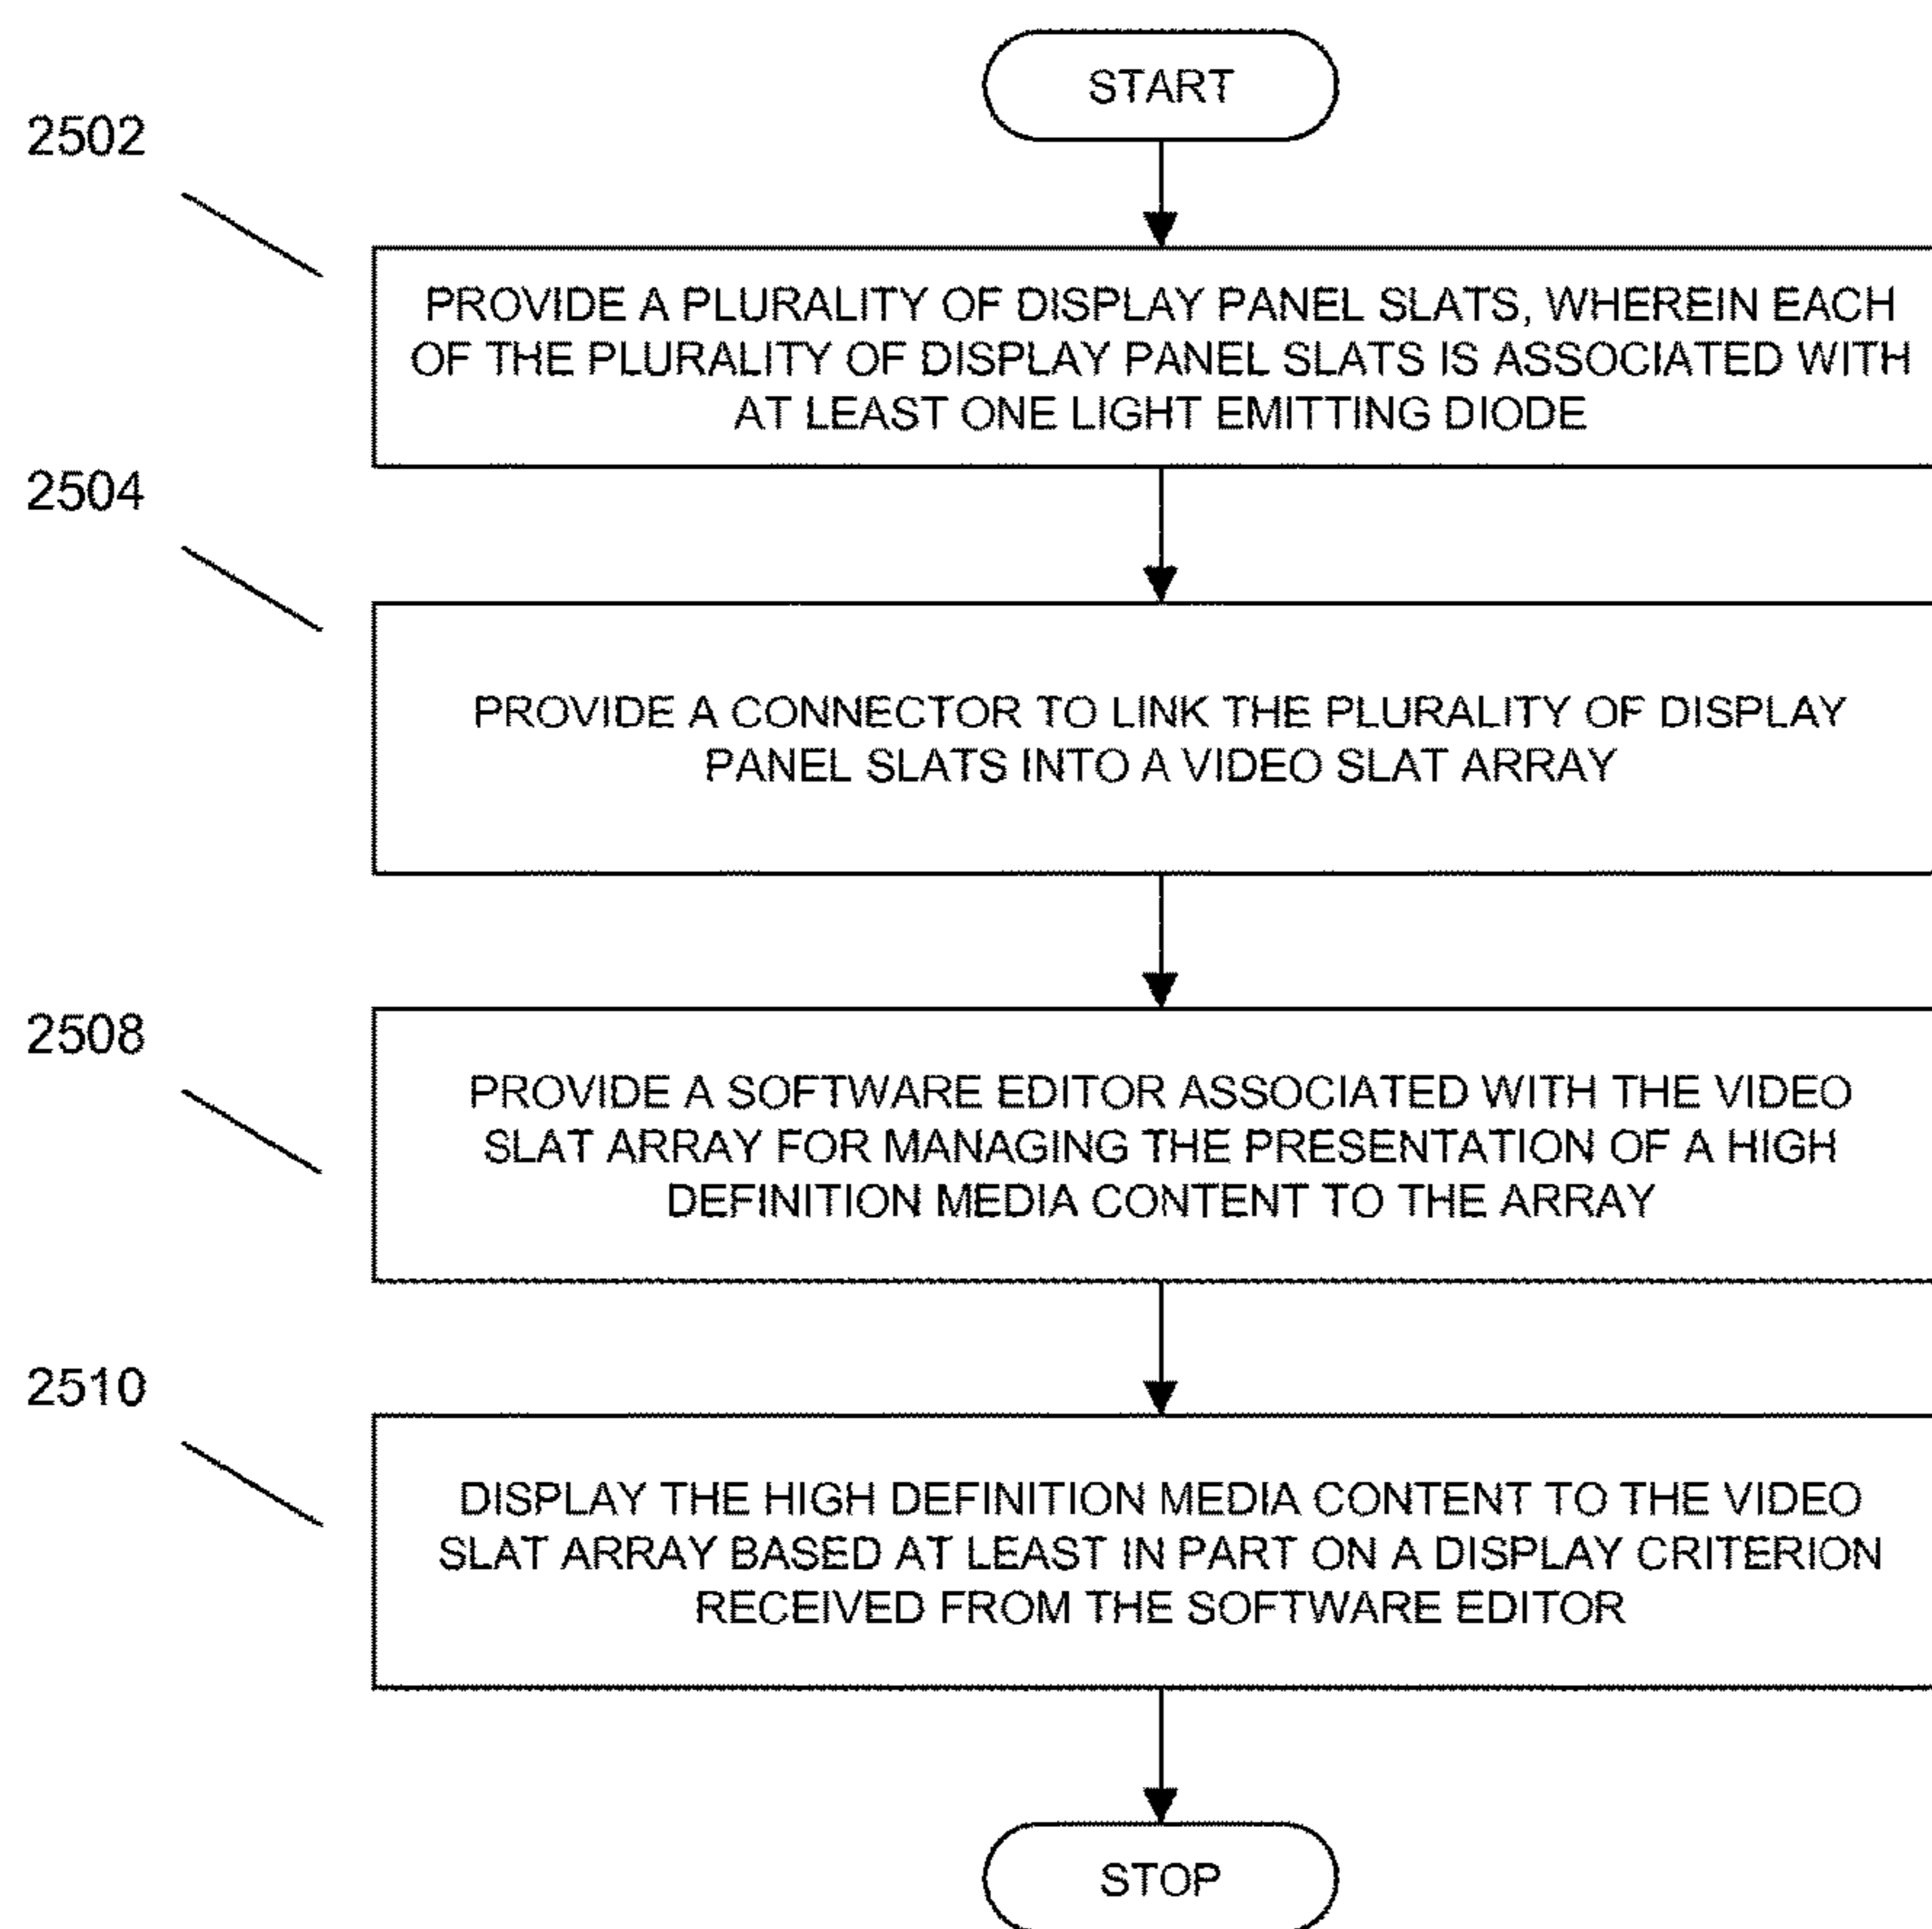 START
2502
PROVIDE A PLURALITY OF DISPLAY PANEL SLATS, WHEREIN EACH
OF THE PLURALITY OF DISPLAY PANEL SLATS IS ASSOCIATED WITH
AT LEAST ONE LIGHT EMITTING DIODE
2504
PROVIDE A CONNECTOR TO LINK THE PLURALITY OF DISPLAY
PANEL SLATS INTO A VIDEO SLAT ARRAY
2508
PROVIDE A SOFTWARE EDITOR ASSOCIATED WITH THE VIDEO
SLAT ARRAY FOR MANAGING THE PRESENTATION OF A HIGH
DEFINITION MEDIA CONTENT TO THE ARRAY
2510
DISPLAY THE HIGH DEFINITION MEDIA CONTENT TO THE VIDEO
SLAT ARRAY BASED AT LEAST IN PART ON A DISPLAY CRITERION
RECEIVED FROM THE SOFTWARE EDITOR
STOP